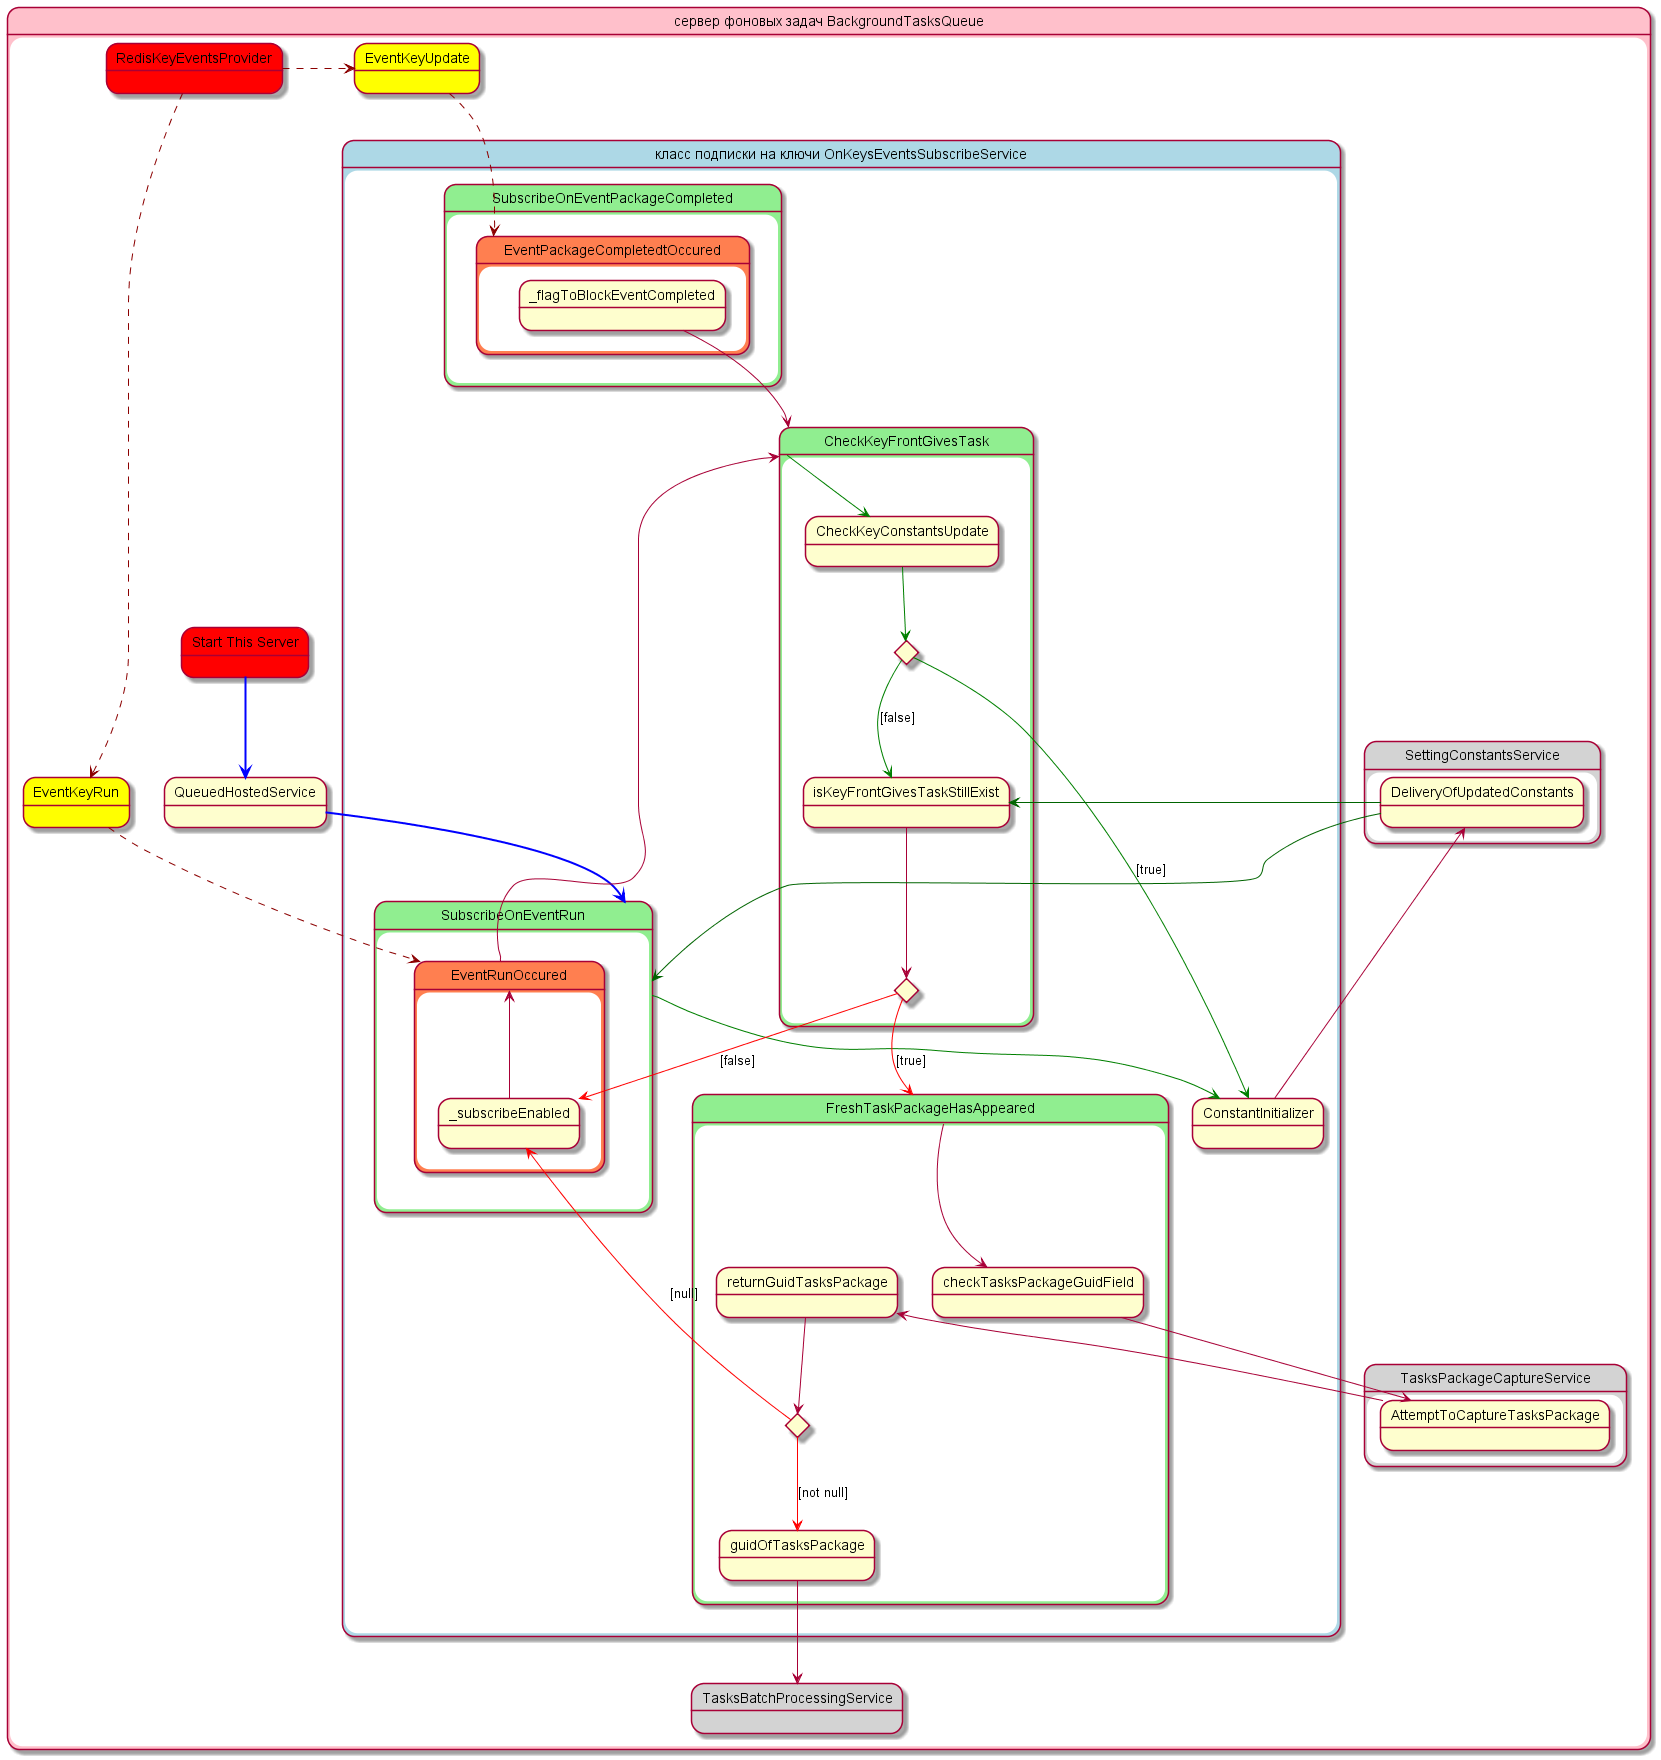 сервер фоновых задач BackgroundTasksQueue
RedisKeyEventsProvider
EventKeyUpdate
класс подписки на ключи OnKeysEventsSubscribeService
SubscribeOnEventPackageCompleted
EventPackageCompletedtOccured
_flagToBlockEventCompleted
CheckKeyFrontGivesTask
CheckKeyConstantsUpdate
Start This Server
[false]
SettingConstantsService
EventKeyRun
QueuedHostedService
isKeyFrontGivesTaskStillExist
DeliveryOfUpdatedConstants
[true]
SubscribeOnEventRun
EventRunOccured
[false]
[true]
_subscribeEnabled
FreshTaskPackageHasAppeared
ConstantInitializer
returnGuidTasksPackage
checkTasksPackageGuidField
[null]
TasksPackageCaptureService
AttemptToCaptureTasksPackage
[not null]
guidOfTasksPackage
TasksBatchProcessingService